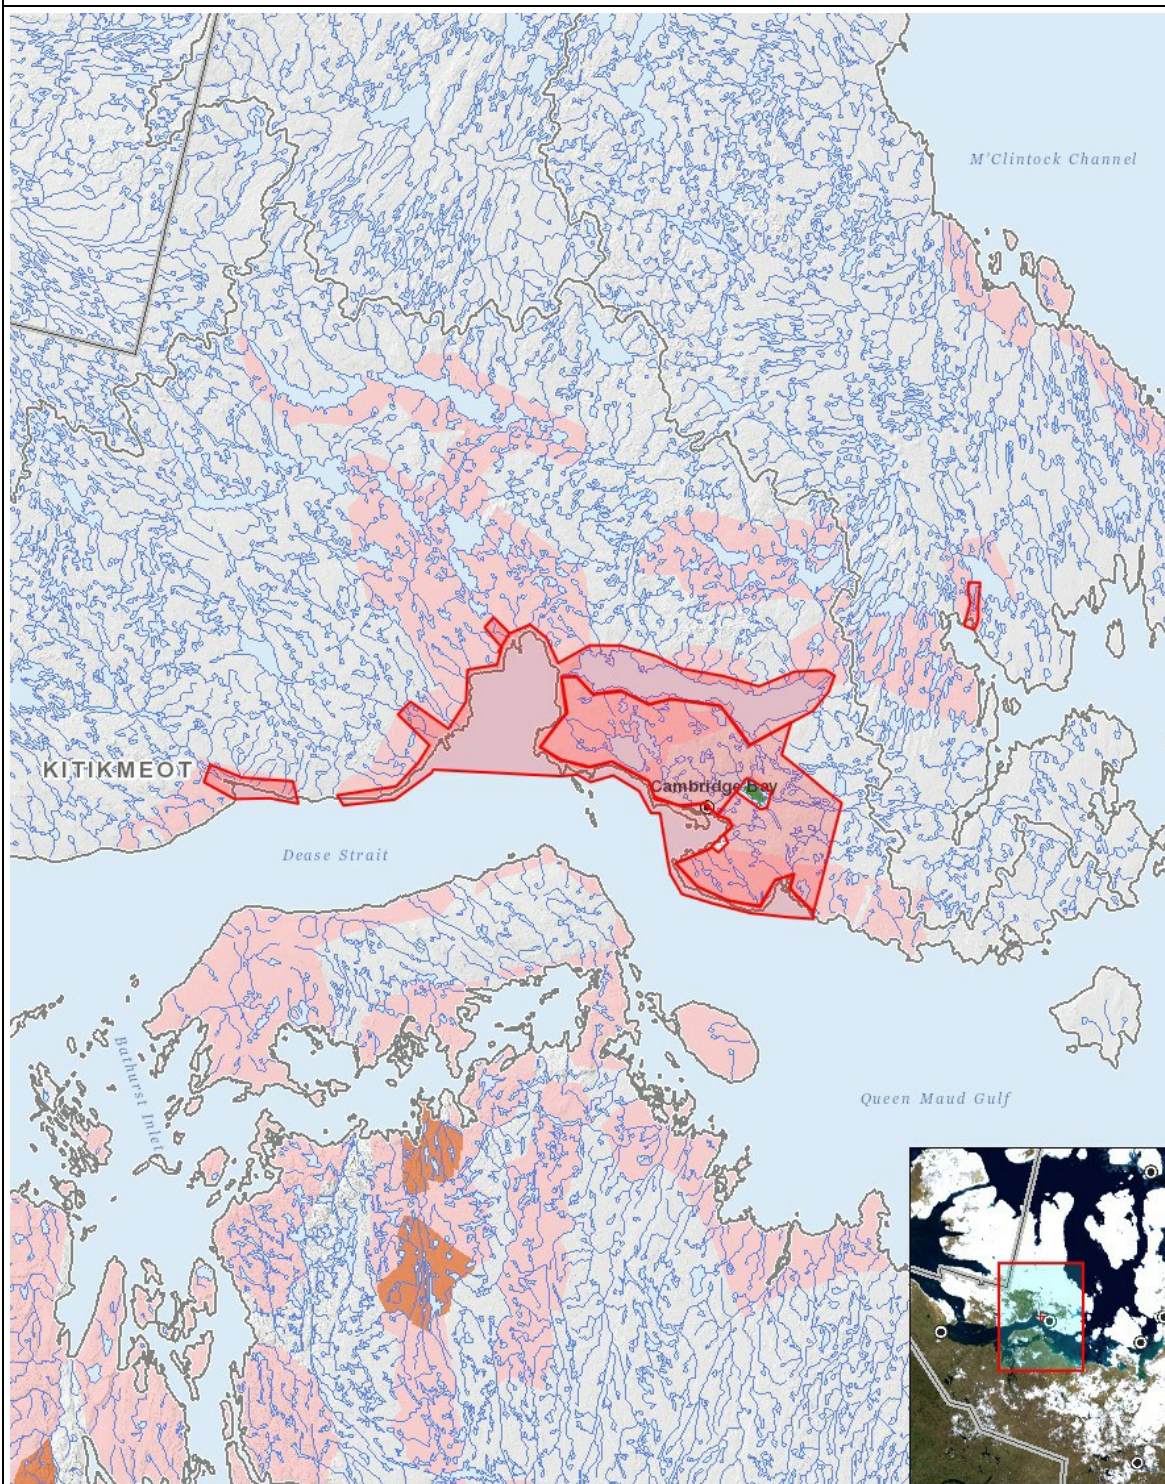 M'Clintock Channel
Cambridge Bay
KITIKMEOT
Dease Strait
Bathurst Inlet
Queen Maud Gulf